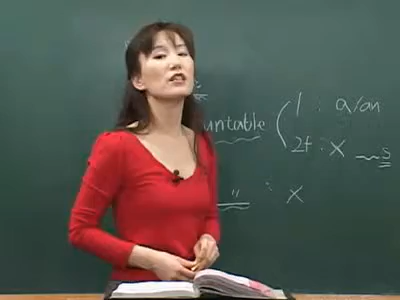 untable
1 : a/an
2↑ : X ~s
" : X